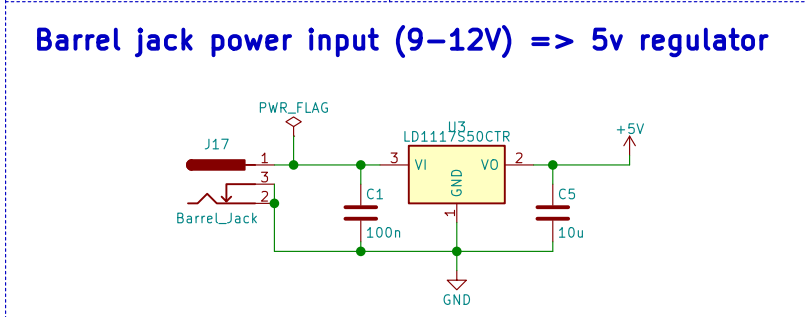 Barrel jack power input (9-12V) => 5v regulator
PWR_FLAG
U3
LD1117S50CTR
+5V
J17
1
3
2
Barrel_Jack
3
VI
VO
2
GND
1
C1
100n
C5
10u
GND